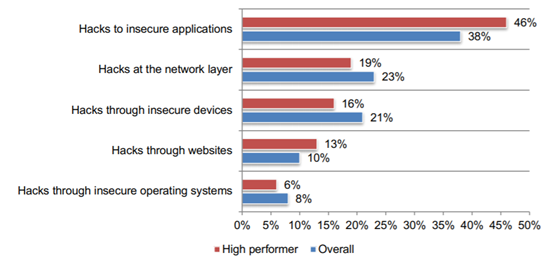 Hacks to insecure applications
46%
38%
Hacks at the network layer
19%
23%
Hacks through insecure devices
16%
21%
Hacks through websites
13%
10%
Hacks through insecure operating systems
6%
8%
0% 5% 10% 15% 20% 25% 30% 35% 40% 45% 50%
High performer Overall